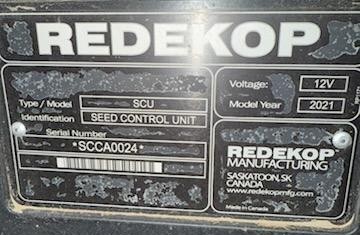 REDEKOP
Type / Model SCU
Identification SEED CONTROL UNIT
Serial Number
*SCCA0024*
Voltage: 12V
Model Year 2021
REDEKOP
MANUFACTURING
SASKATOON, SK
CANADA
www.redekopmfg.com
Made in Canada